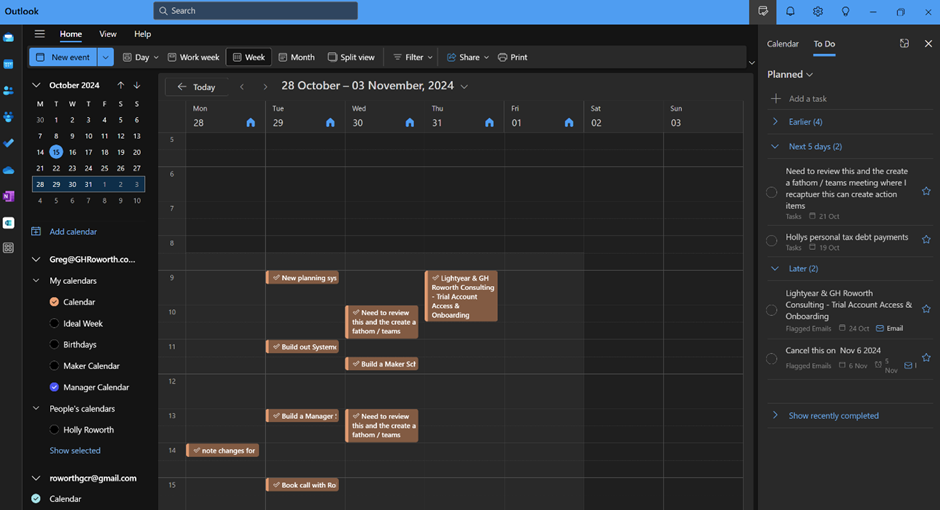 Outlook
Search
Home View Help
New event
Day
Work week
Week
Month
Split view
Filter
Share
Print
October 2024
M T W T F S S
30 1 2 3 4 5 6
7 8 9 10 11 12 13
14 15 16 17 18 19 20
21 22 23 24 25 26 27
28 29 30 31 1 2 3
4 5 6 7 8 9 10
Add calendar
Greg@GHRoworth.co...
My calendars
Calendar
Ideal Week
Birthdays
Maker Calendar
Manager Calendar
People's calendars
Holly Roworth
Show selected
roworthgcr@gmail.com
Calendar
Today
28 October – 03 November, 2024
Mon Tue Wed Thu Fri Sat Sun
28 29 30 31 01 02 03
5
6
7
8
9
New planning sys
Lightyear & GH
Roworth Consulting
- Trial Account
Access &
Onboarding
10
Need to review
this and the create a
fathom / teams
11
Build out Systeme
Build a Maker Sch
12
13
Build a Manager
Need to review
this and the create a
fathom / teams
14
note changes for
15
Book call with Ro
Calendar To Do
Planned
Add a task
Earlier (4)
Next 5 days (2)
Need to review this and the create
a fathom / teams meeting where I
recaptuer this can create action
items
Tasks 21 Oct
Hollys personal tax debt payments
Tasks 19 Oct
Later (2)
Lightyear & GH Roworth
Consulting - Trial Account Access &
Onboarding
Flagged Emails 24 Oct Email
Cancel this on Nov 6 2024
Flagged Emails 6 Nov 5
Nov
Show recently completed